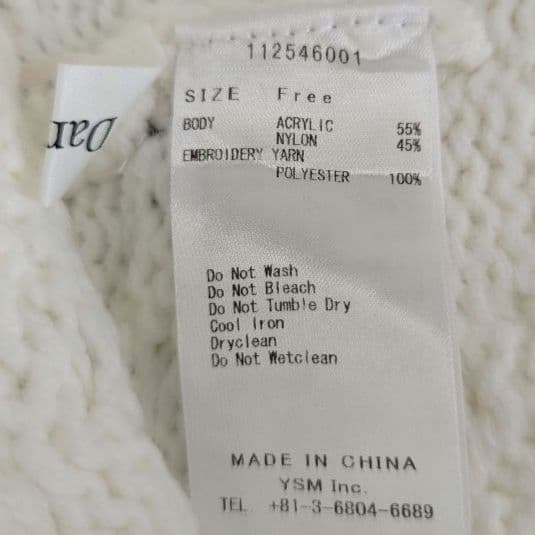 112546001
SIZE Free
BODY ACRYLIC 55%
NYLON 45%
EMBROIDERY YARN
POLYESTER 100%
Do Not Wash
Do Not Bleach
Do Not Tumble Dry
Cool Iron
Dryclean
Do Not Wetclean
MADE IN CHINA
YSM Inc.
TEL +81-3-6804-6689